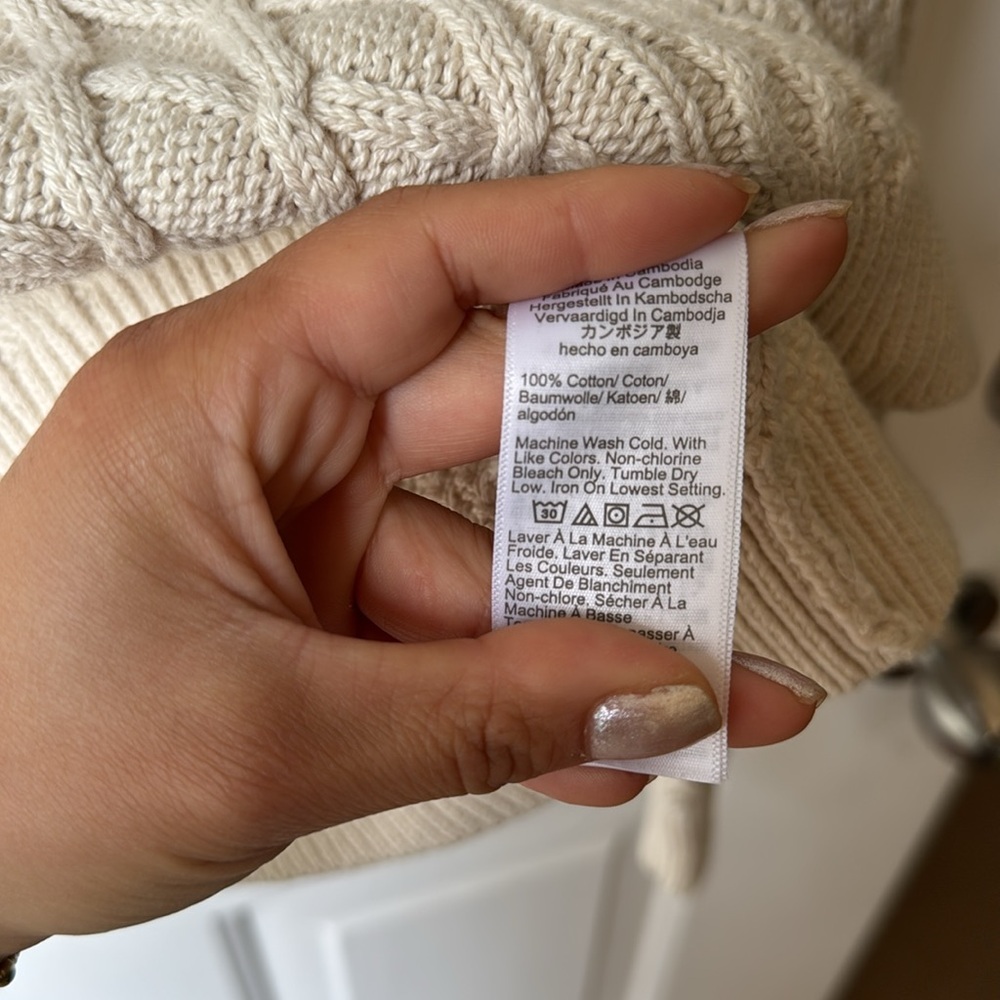 Cambodia
Fabriqué Au Cambodge
Hergestellt In Kambodscha
Vervaardigd In Cambodja
カンボジア製
hecho en camboya
100% Cotton/ Coton/
Baumwolle/ Katoen/ 綿/
algodón
Machine Wash Cold. With
Like Colors. Non-chlorine
Bleach Only. Tumble Dry
Low. Iron On Lowest Setting.
30
Laver À La Machine À L'eau
Froide. Laver En Séparant
Les Couleurs. Seulement
Agent De Blanchiment
Non-chlore. Sécher À La
Machine À Basse
À